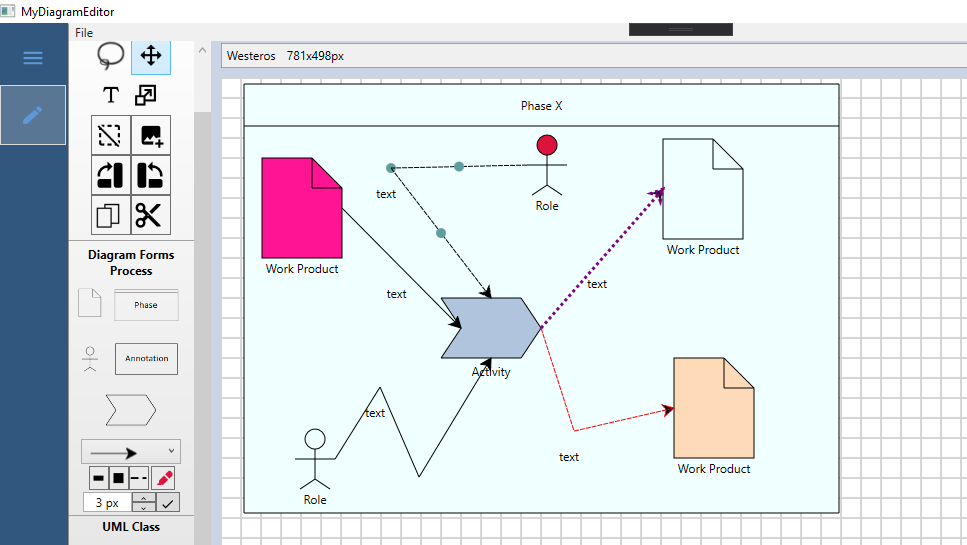 MyDiagramEditor
File
Westeros 781x498px
T
Phase X
text
Role
Work Product
Work Product
text
text
Diagram Forms
Process
Phase
Annotation
Activity
text
text
Work Product
Role
3 px
UML Class